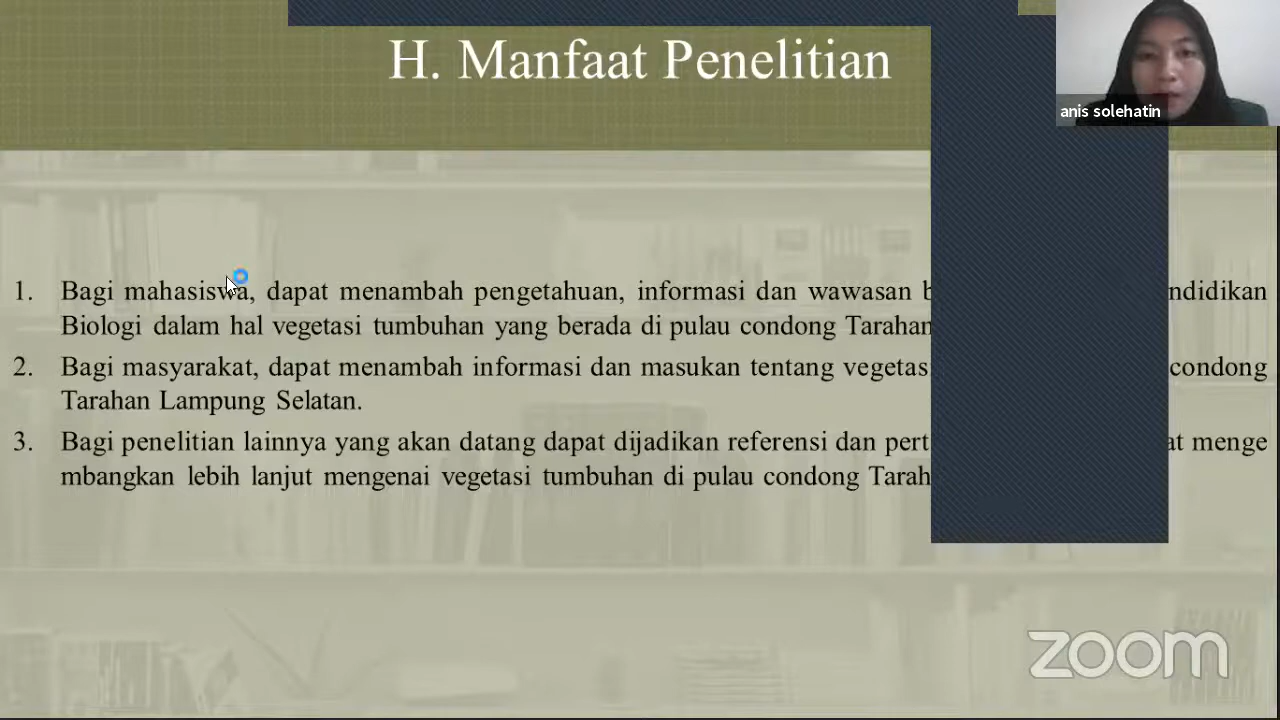 H. Manfaat Penelitian
anis solehatin
1. Bagi mahasiswa, dapat menambah pengetahuan, informasi dan wawasan ndidikan
Biologi dalam hal vegetasi tumbuhan yang berada di pulau condong Tarahan
2. Bagi masyarakat, dapat menambah informasi dan masukan tentang vegetas condong
Tarahan Lampung Selatan.
3. Bagi penelitian lainnya yang akan datang dapat dijadikan referensi dan pert at menge
mbangkan lebih lanjut mengenai vegetasi tumbuhan di pulau condong Tarah
zoom